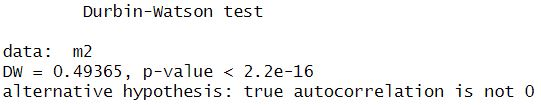 Durbin-Watson test
data: m2
DW = 0.49365, p-value < 2.2e-16
alternative hypothesis: true autocorrelation is not 0